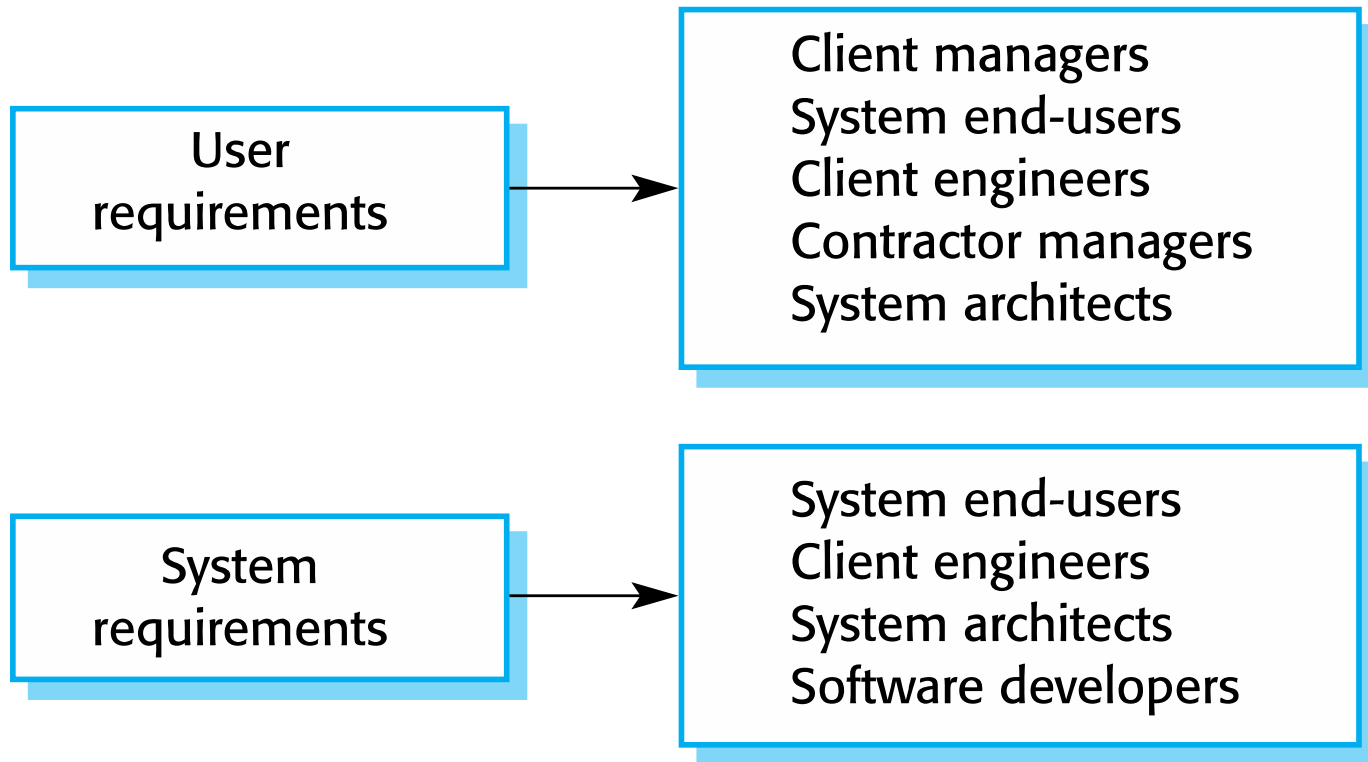 User
requirements
Client managers
System end-users
Client engineers
Contractor managers
System architects
System
requirements
System end-users
Client engineers
System architects
Software developers